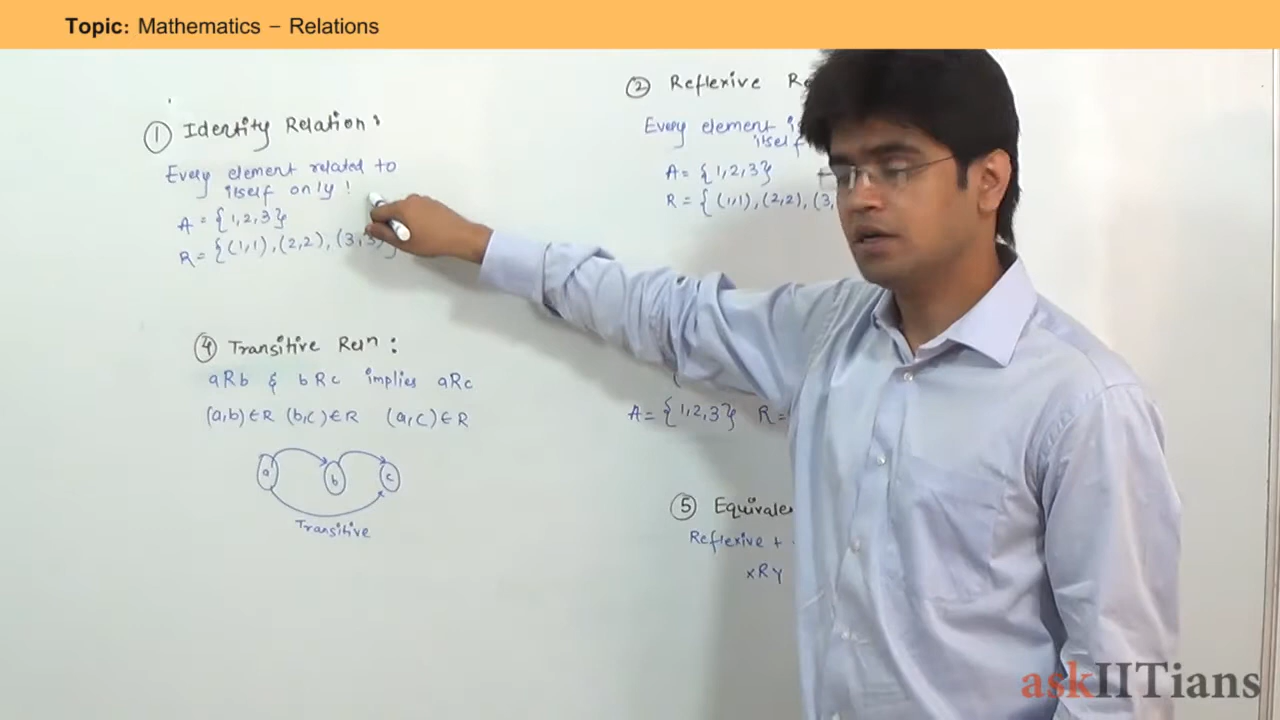 Topic: Mathematics – Relations
① Identity Relation:
Every element related to
itself only!
A = {1,2,3}
R = {(1,1), (2,2), (3,3)}
② Reflexive
Every element
itself
A = {1,2,3}
R = {(1,1), (2,2), (3,
④ Transitive Reln:
aRb & bRc implies aRc
(a,b)∈R (b,c)∈R (a,c)∈R
a b c
Transitive
A = {1,2,3} R =
⑤
Reflexive +
xRy
askIITians